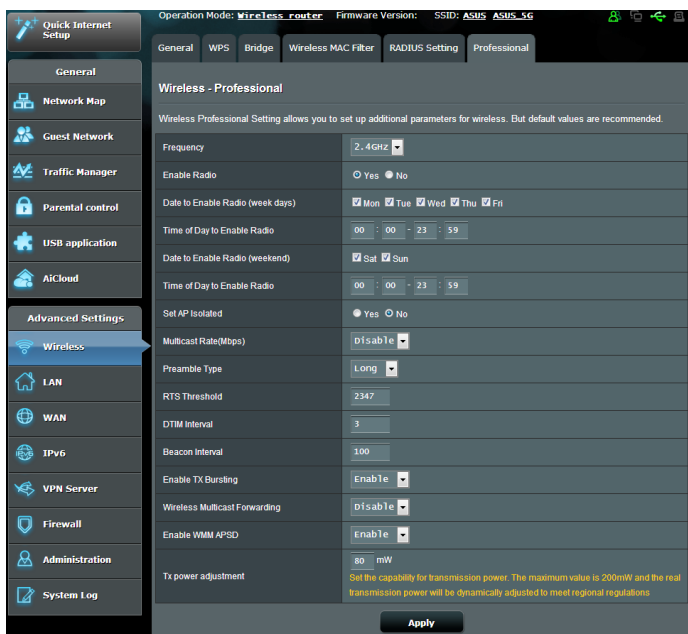 Quick Internet
Setup
General
Network Map
Guest Network
Traffic Manager
Parental control
USB application
AiCloud
Advanced Settings
Wireless
LAN
WAN
IPv6
IPv6
VPN Server
Firewall
Administration
System Log
Operation Mode: Wireless router Firmware Version: SSID: ASUS ASUS_5G
General WPS Bridge Wireless MAC Filter RADIUS Setting Professional
Wireless - Professional
Wireless Professional Setting allows you to set up additional parameters for wireless. But default values are recommended.
Frequency 2.4GHz
Enable Radio Yes No
Date to Enable Radio (week days) Mon Tue Wed Thu Fri
Time of Day to Enable Radio 00 : 00 - 23 : 59
Date to Enable Radio (weekend) Sat Sun
Time of Day to Enable Radio 00 : 00 - 23 : 59
Set AP Isolated Yes No
Multicast Rate(Mbps) Disable
Preamble Type Long
RTS Threshold 2347
DTIM Interval 3
Beacon Interval 100
Enable TX Bursting Enable
Wireless Multicast Forwarding Disable
Enable WMM APSD Enable
Tx power adjustment 80 mW
Set the capability for transmission power. The maximum value is 200mW and the real
transmission power will be dynamically adjusted to meet regional regulations
Apply